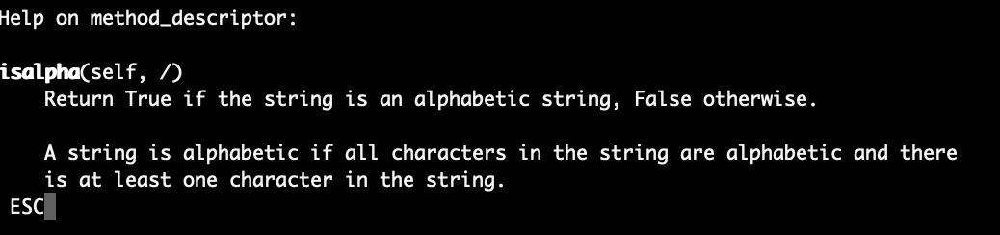 Help on method_descriptor:
isalpha(self, /)
Return True if the string is an alphabetic string, False otherwise.
A string is alphabetic if all characters in the string are alphabetic and there
is at least one character in the string.
ESC